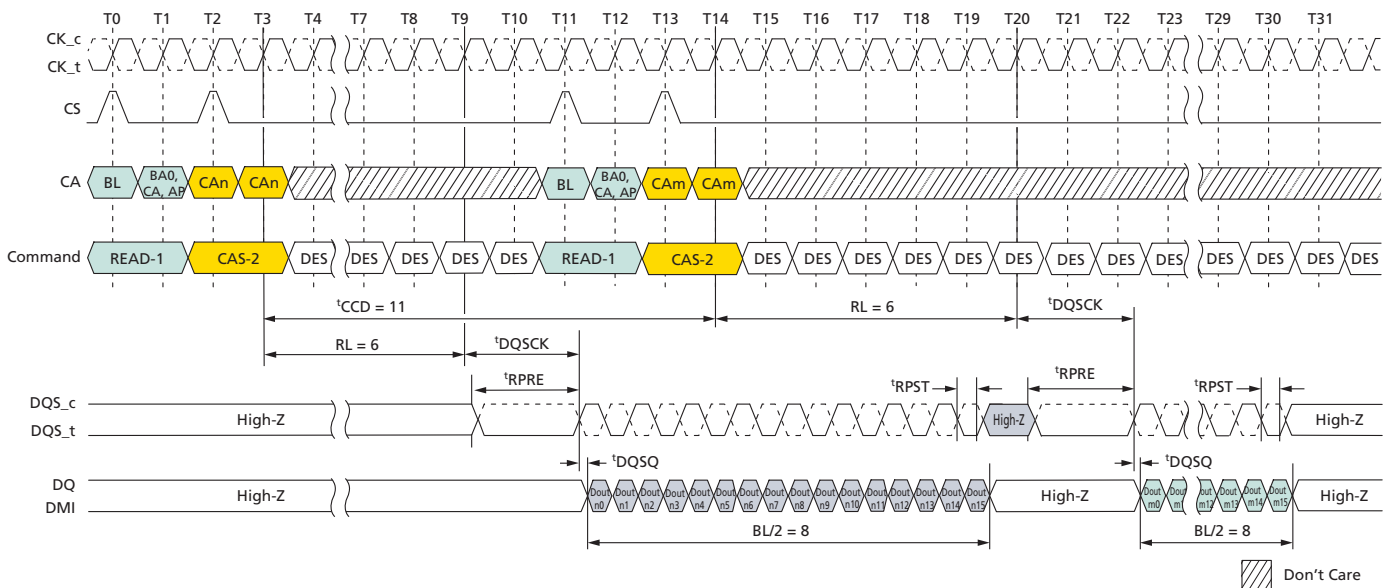 T0 T1 T2 T3 T4 T7 T8 T9 T10 T11 T12 T13 T14 T15 T16 T17 T18 T19 T20 T21 T22 T23 T29 T30 T31
CK_c
CK_t
CS
CA BL BA0, CA, AP CAn CAn BL BA0, CA, AP CAm CAm
Command READ-1 CAS-2 DES DES DES DES DES READ-1 CAS-2 DES DES DES DES DES DES DES DES DES DES DES DES DES
tCCD = 11 RL = 6 tDQSCK
RL = 6 tDQSCK
tRPRE tRPST tRPRE tRPST
DQS_c
DQS_t
High-Z High-Z High-Z
tDQSQ tDQSQ
DQ
DMI
High-Z Dout n0 Dout n1 Dout n2 Dout n3 Dout n4 Dout n5 Dout n6 Dout n7 Dout n8 Dout n9 Dout n10 Dout n11 Dout n12 Dout n13 Dout n14 Dout n15 High-Z Dout m0 Dout Dout m12 Dout m13 Dout m14 Dout m15 High-Z
BL/2 = 8 BL/2 = 8
Don't Care